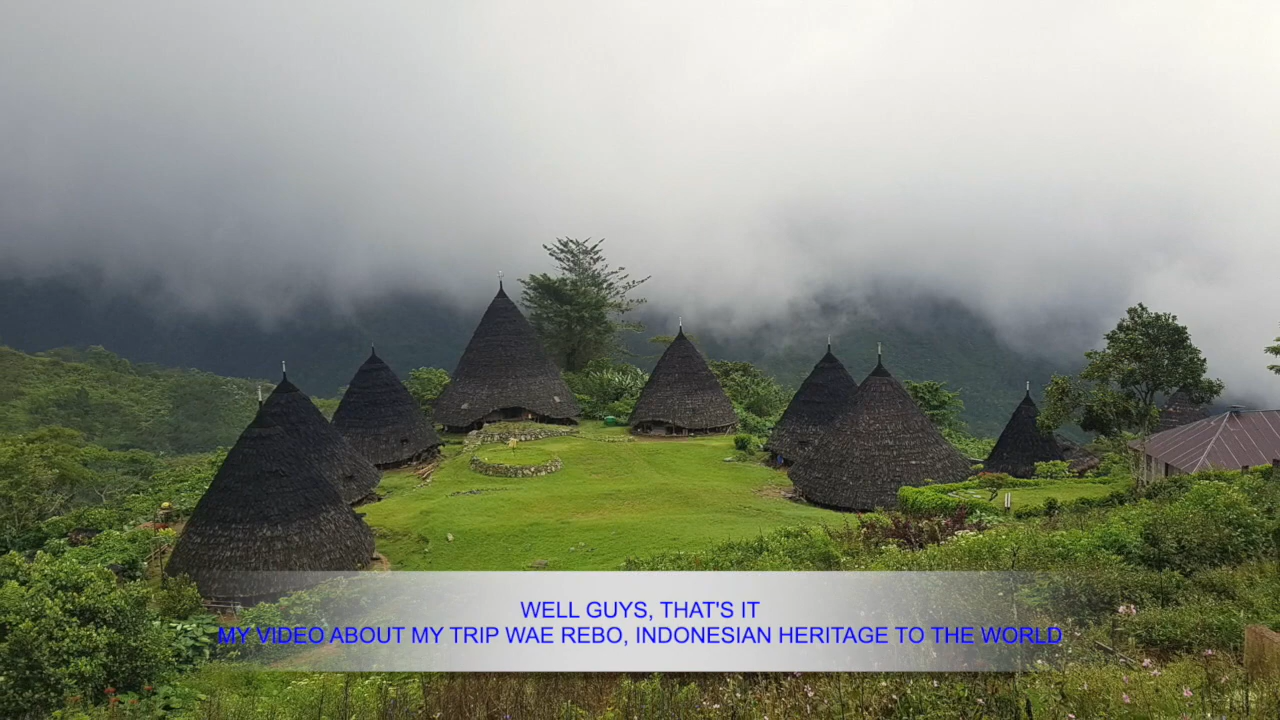 WELL GUYS, THAT'S IT
MY VIDEO ABOUT MY TRIP WAE REBO, INDONESIAN HERITAGE TO THE WORLD